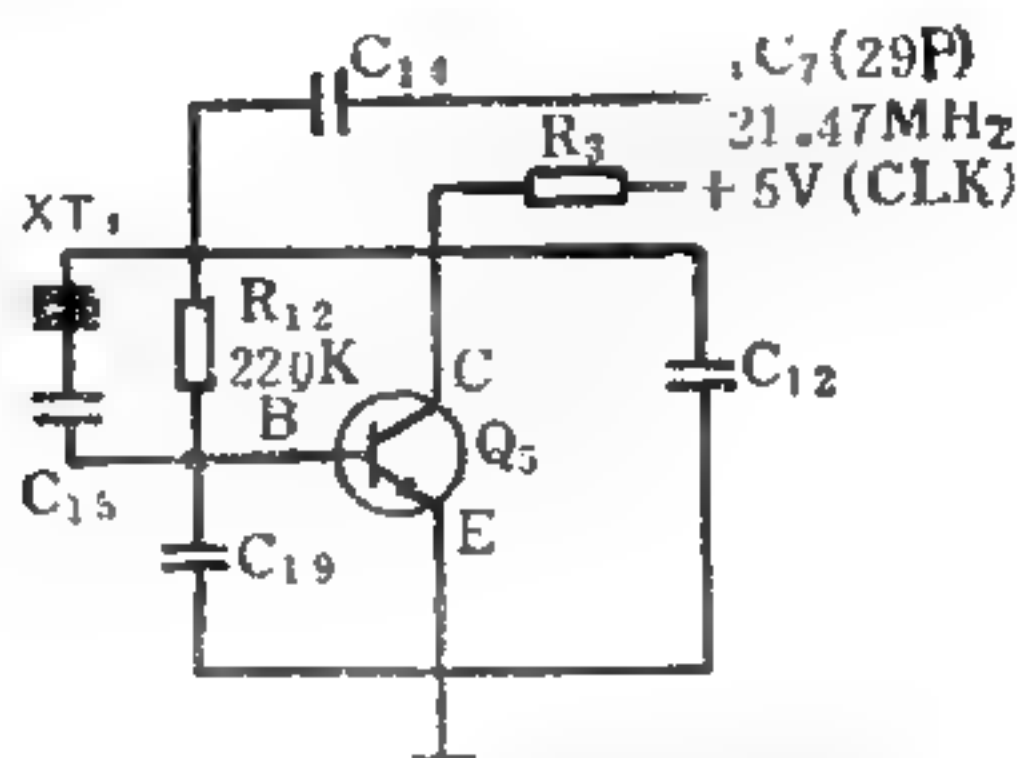 C₁₄
,C₇(29P)
21.47MHz
R₃
+5V(CLK)
XT₁
R₁₂
220K
C
C₁₂
B
Q₅
C₁₅
E
C₁₉